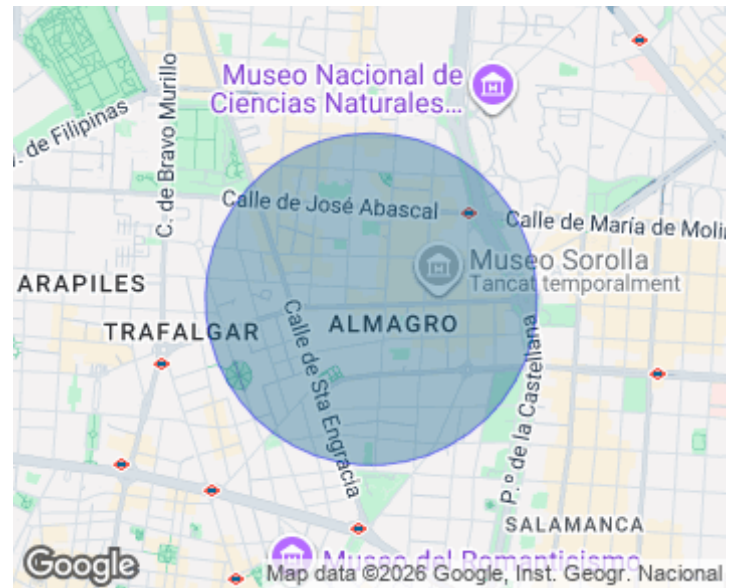 Museo Nacional de
Ciencias Naturales...
de Filipinas
C. de Bravo Murillo
Calle de José Abascal
Calle de María de Molin
Museo Sorolla
Tancat temporalment
ARAPILES
TRAFALGAR
ALMAGRO
Calle de Sta Engracia
P.º de la Castellana
SALAMANCA
Museo del Romanticismo
Google
Map data ©2026 Google, Inst. Geogr. Nacional